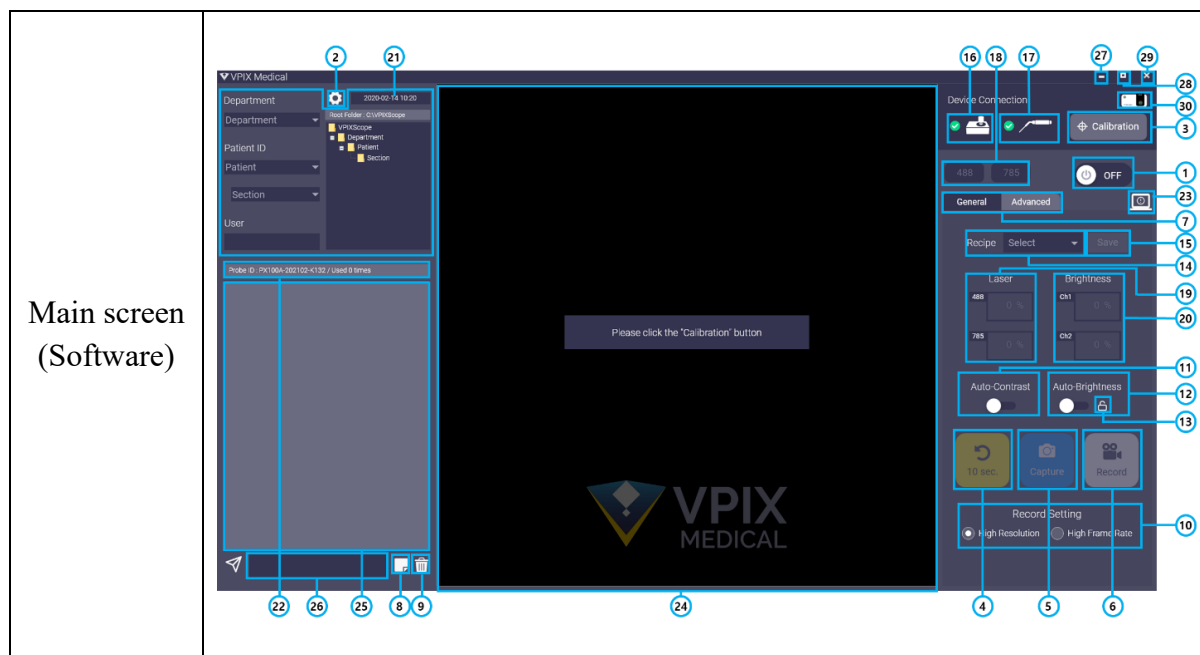 Main screen
(Software)
2
21
16
18
17
27
29
28
30
3
1
23
7
15
14
19
20
11
12
13
10
22
26
25
8
9
24
4
5
6
VPIX Medical
Department
2020-02-14 10:20
Department
Root Folder : C:\VPIXScope
VPIXScope
Department
Patient
Section
Patient ID
Patient
Section
User
Probe ID : PX100A-202102-K132 / Used 0 times
Please click the "Calibration" button
VPIX
MEDICAL
Device Connection
Calibration
488 785
OFF
General Advanced
Recipe Select Save
Laser Brightness
488 0 % Ch1 0 %
785 0 % Ch2 0 %
Auto-Contrast Auto-Brightness
10 sec. Capture Record
Record Setting
High Resolution High Frame Rate